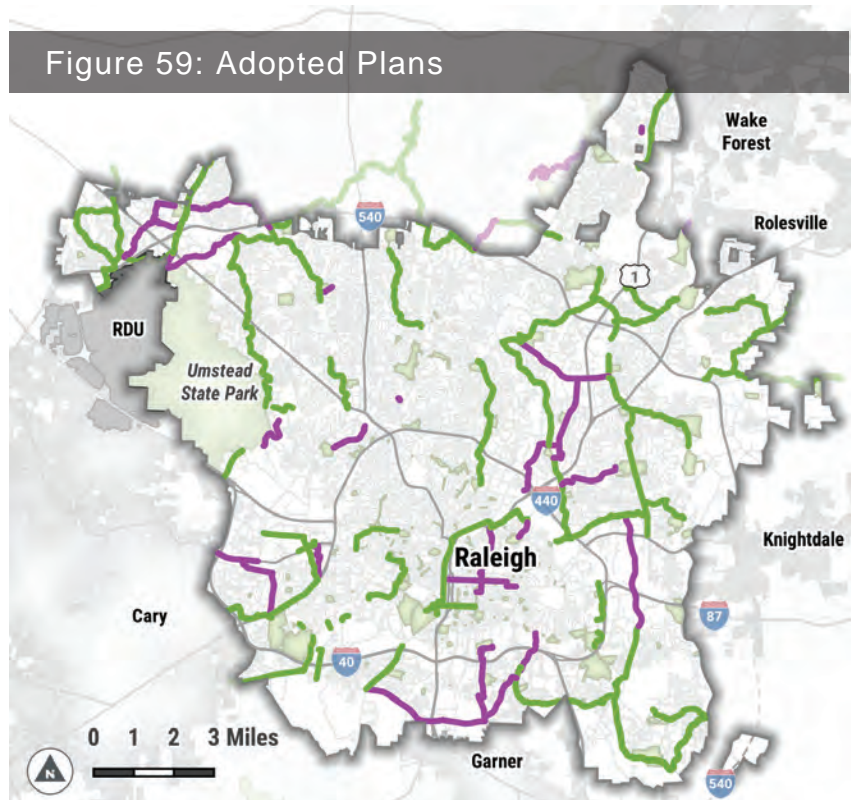 Figure 59: Adopted Plans
Wake
Forest
540
Rolesville
1
RDU
Umstead
State Park
440
Raleigh
Knightdale
Cary
87
40
0 1 2 3 Miles
N
Garner
540